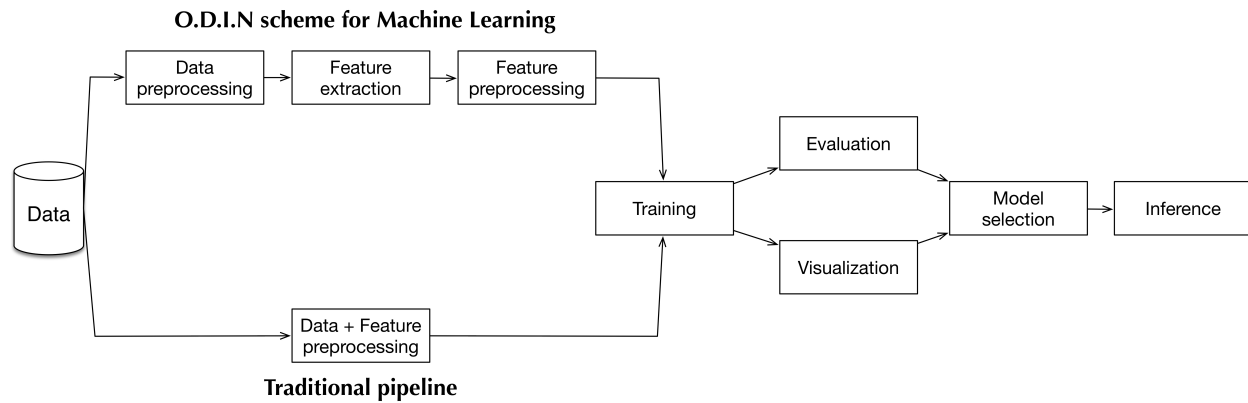 O.D.I.N scheme for Machine Learning
Data
preprocessing
Feature
extraction
Feature
preprocessing
Evaluation
Data
Training
Model
selection
Inference
Visualization
Data + Feature
preprocessing
Traditional pipeline